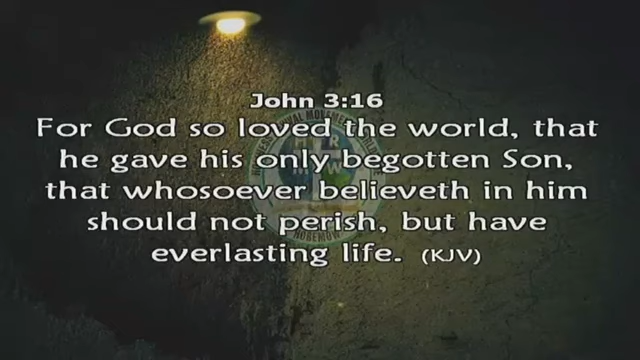 John 3:16
For God so loved the world, that
he gave his only begotten Son,
that whosoever believeth in him
should not perish, but have
everlasting life. (KJV)